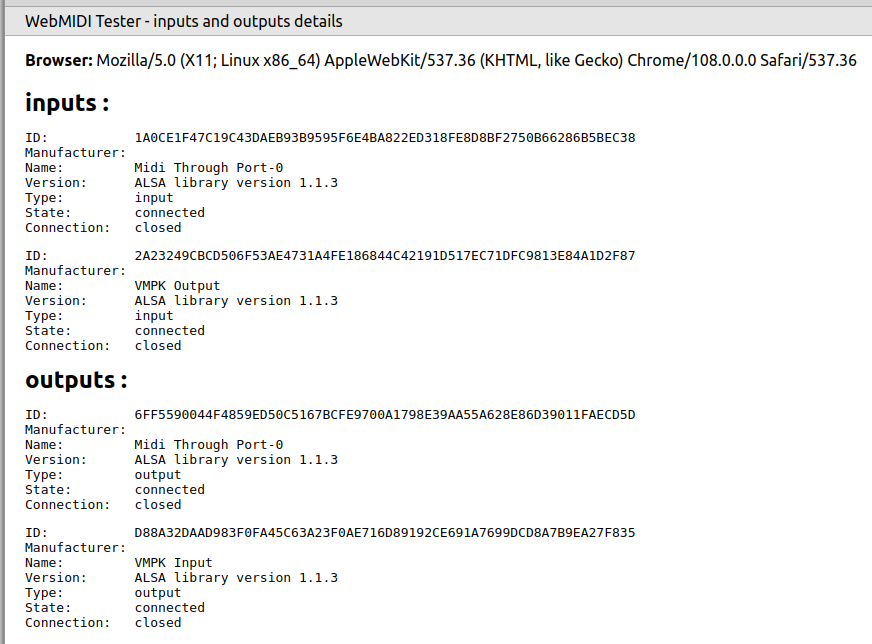 WebMIDI Tester - inputs and outputs details
Browser: Mozilla/5.0 (X11; Linux x86_64) AppleWebKit/537.36 (KHTML, like Gecko) Chrome/108.0.0.0 Safari/537.36
inputs :
ID: 1A0CE1F47C19C43DAEB93B9595F6E4BA822ED318FE8D8BF2750B66286B5BEC38
Manufacturer:
Name: Midi Through Port-0
Version: ALSA library version 1.1.3
Type: input
State: connected
Connection: closed
ID: 2A23249CBCD506F53AE4731A4FE186844C42191D517EC71DFC9813E84A1D2F87
Manufacturer:
Name: VMPK Output
Version: ALSA library version 1.1.3
Type: input
State: connected
Connection: closed
outputs :
ID: 6FF5590044F4859ED50C5167BCFE9700A1798E39AA55A628E86D39011FAECD5D
Manufacturer:
Name: Midi Through Port-0
Version: ALSA library version 1.1.3
Type: output
State: connected
Connection: closed
ID: D88A32DAAD983F0FA45C63A23F0AE716D89192CE691A7699DCD8A7B9EA27F835
Manufacturer:
Name: VMPK Input
Version: ALSA library version 1.1.3
Type: output
State: connected
Connection: closed